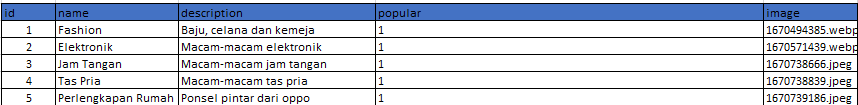 id name description popular image
1 Fashion Baju, celana dan kemeja 1 1670494385.webp
2 Elektronik Macam-macam elektronik 1 1670571439.webp
3 Jam Tangan Macam-macam jam tangan 1 1670738666.jpeg
4 Tas Pria Macam-macam tas pria 1 1670738839.jpeg
5 Perlengkapan Rumah Ponsel pintar dari oppo 1 1670739186.jpeg